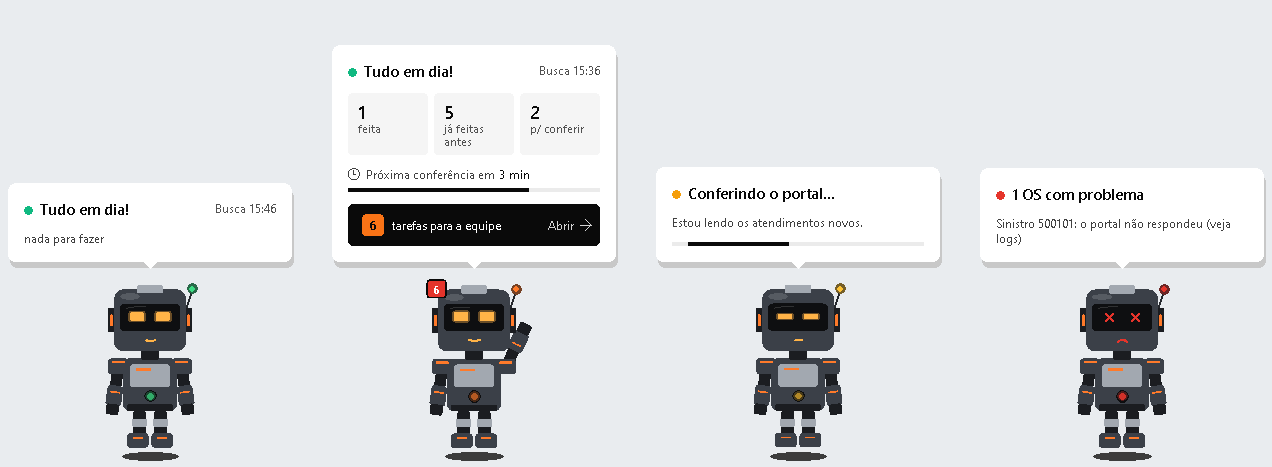 Tudo em dia!
Busca 15:46
nada para fazer
Tudo em dia!
Busca 15:36
1
feita
5
já feitas
antes
2
p/ conferir
Próxima conferência em 3 min
6
tarefas para a equipe
Abrir
6
Conferindo o portal...
Estou lendo os atendimentos novos.
1 OS com problema
Sinistro 500101: o portal não respondeu (veja
logs)